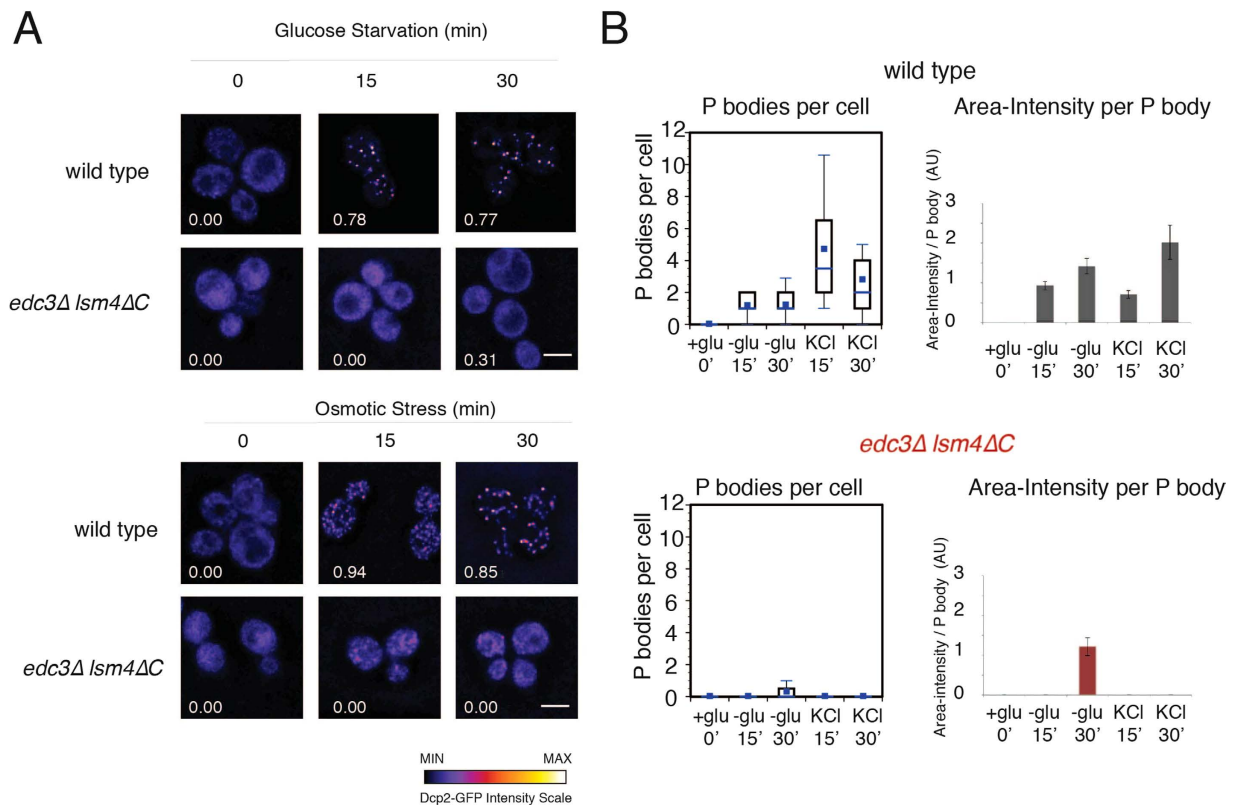 A
Glucose Starvation (min)
0 15 30
wild type
0.00 0.78 0.77
edc3Δ lsm4ΔC
0.00 0.00 0.31
Osmotic Stress (min)
0 15 30
wild type
0.00 0.94 0.85
edc3Δ lsm4ΔC
0.00 0.00 0.00
MIN MAX
Dcp2-GFP Intensity Scale
B
wild type
P bodies per cell
P bodies per cell
12
10
8
6
4
2
0
+glu -glu -glu KCl KCl
0’ 15’ 30’ 15’ 30’
Area-Intensity per P body
Area-Intensity / P body (AU)
3
2
1
0
+glu -glu -glu KCl KCl
0’ 15’ 30’ 15’ 30’
edc3Δ lsm4ΔC
P bodies per cell
P bodies per cell
12
10
8
6
4
2
0
+glu -glu -glu KCl KCl
0’ 15’ 30’ 15’ 30’
Area-Intensity per P body
Area-intensity / P body (AU)
3
2
1
0
+glu -glu -glu KCl KCl
0’ 15’ 30’ 15’ 30’